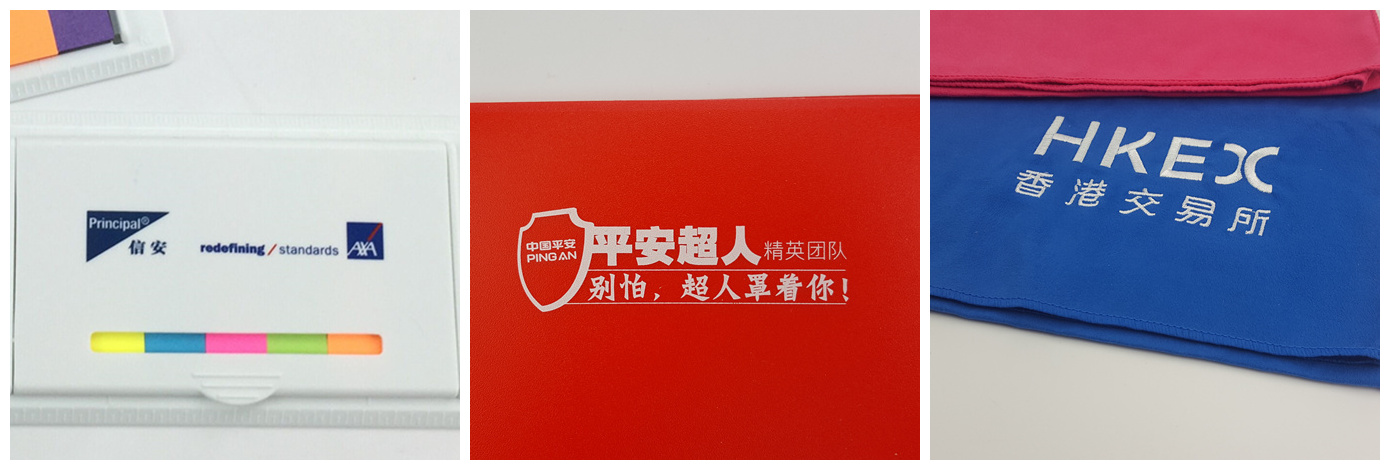 Principal®
信安
redefining / standards
AXA
中国平安
PING AN
平安超人精英团队
别怕，超人罩着你!
HKEX
香港交易所